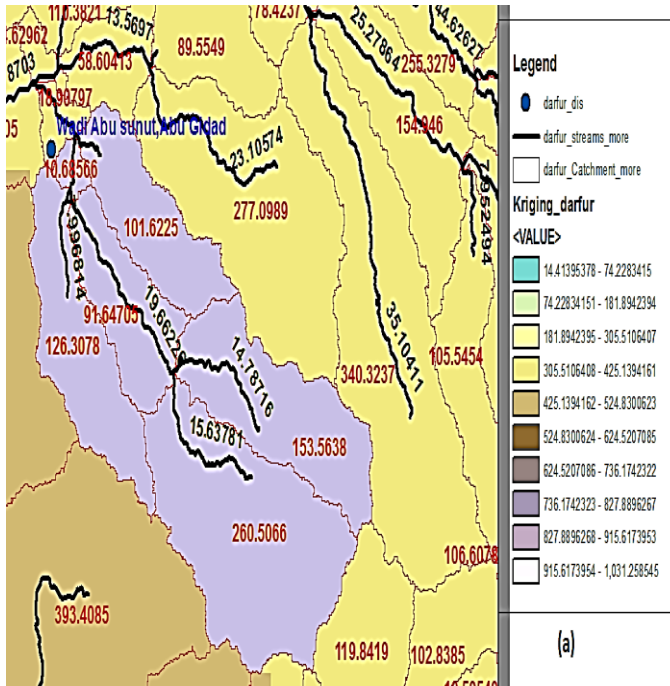 110.3821
13.5697
78.4237
25.27864
44.62627
.62962
89.5549
255.3279
58.60413
8703
18.98797
154.946
05
Wadi Abu sunut,Abu Gidad
10.68566
23.10574
277.0989
101.6225
19.66220
91.64705
126.3078
14.78716
35.10411
340.3237
105.5454
15.63781
153.5638
260.5066
106.6078
393.4085
119.8419
102.8385
Legend
darfur_dis
darfur_streams_more
darfur_Catchment_more
Kriging_darfur
<VALUE>
14.41395378 - 74.2283415
74.22834151 - 181.8942394
181.8942395 - 305.5106407
305.5106408 - 425.1394161
425.1394162 - 524.8300623
524.8300624 - 624.5207085
624.5207086 - 736.1742322
736.1742323 - 827.8896267
827.8896268 - 915.6173953
915.6173954 - 1,031.258545
(a)